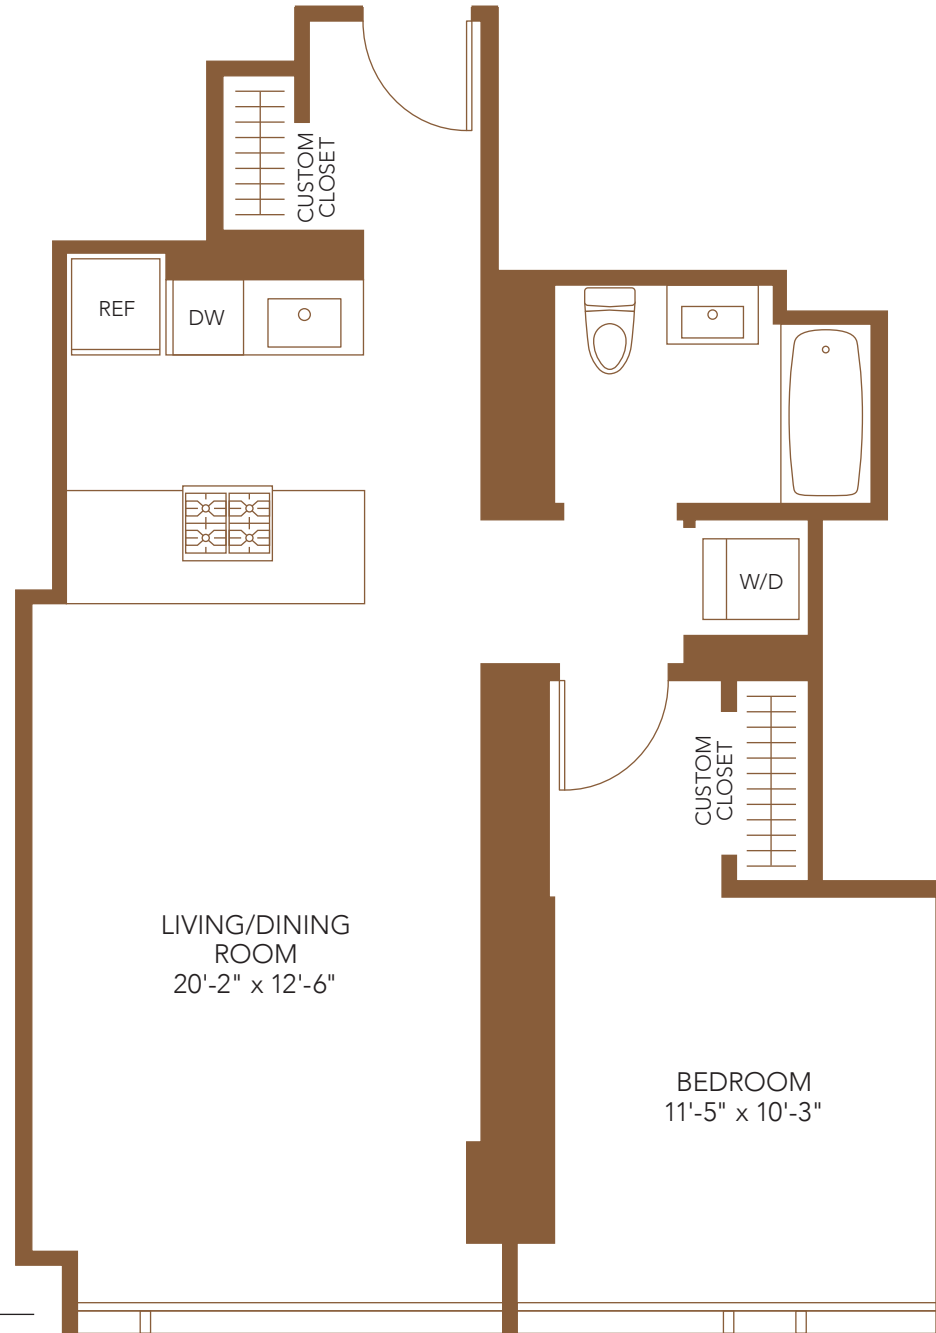 CUSTOM
CLOSET
REF
DW
W/D
CUSTOM
CLOSET
LIVING/DINING
ROOM
20'-2" x 12'-6"
BEDROOM
11'-5" x 10'-3"